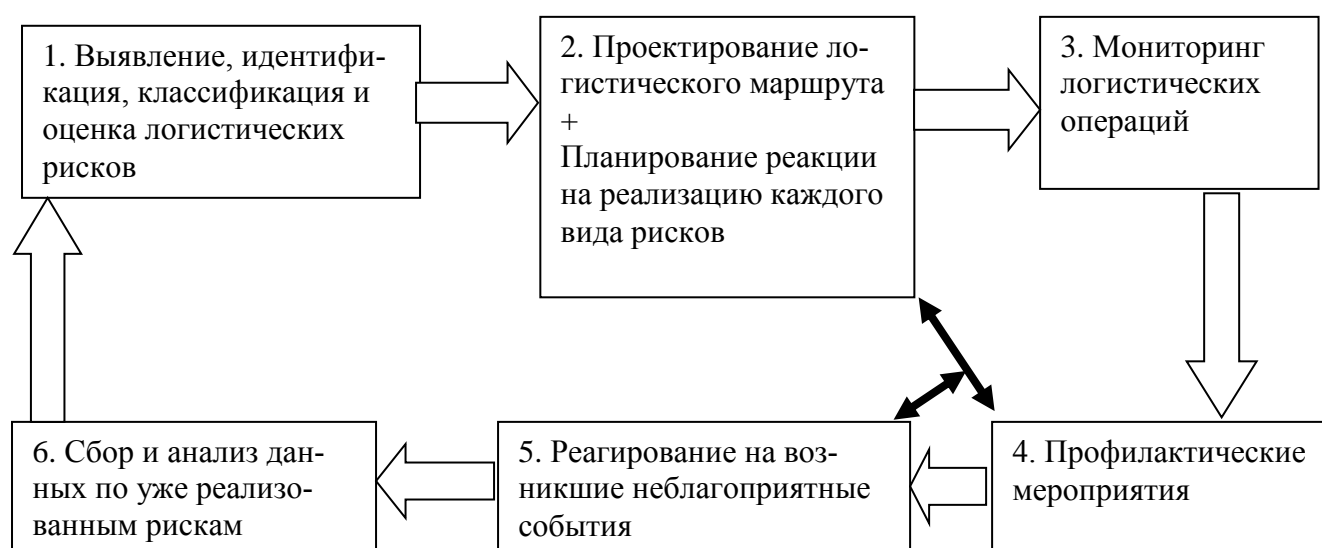 1. Выявление, идентифи-
кация, классификация и
оценка логистических
рисков
2. Проектирование ло-
гистического маршрута
+
Планирование реакции
на реализацию каждого
вида рисков
3. Мониторинг
логистических
операций
4. Профилактические
мероприятия
5. Реагирование на воз-
никшие неблагоприятные
события
6. Сбор и анализ дан-
ных по уже реализо-
ванным рискам